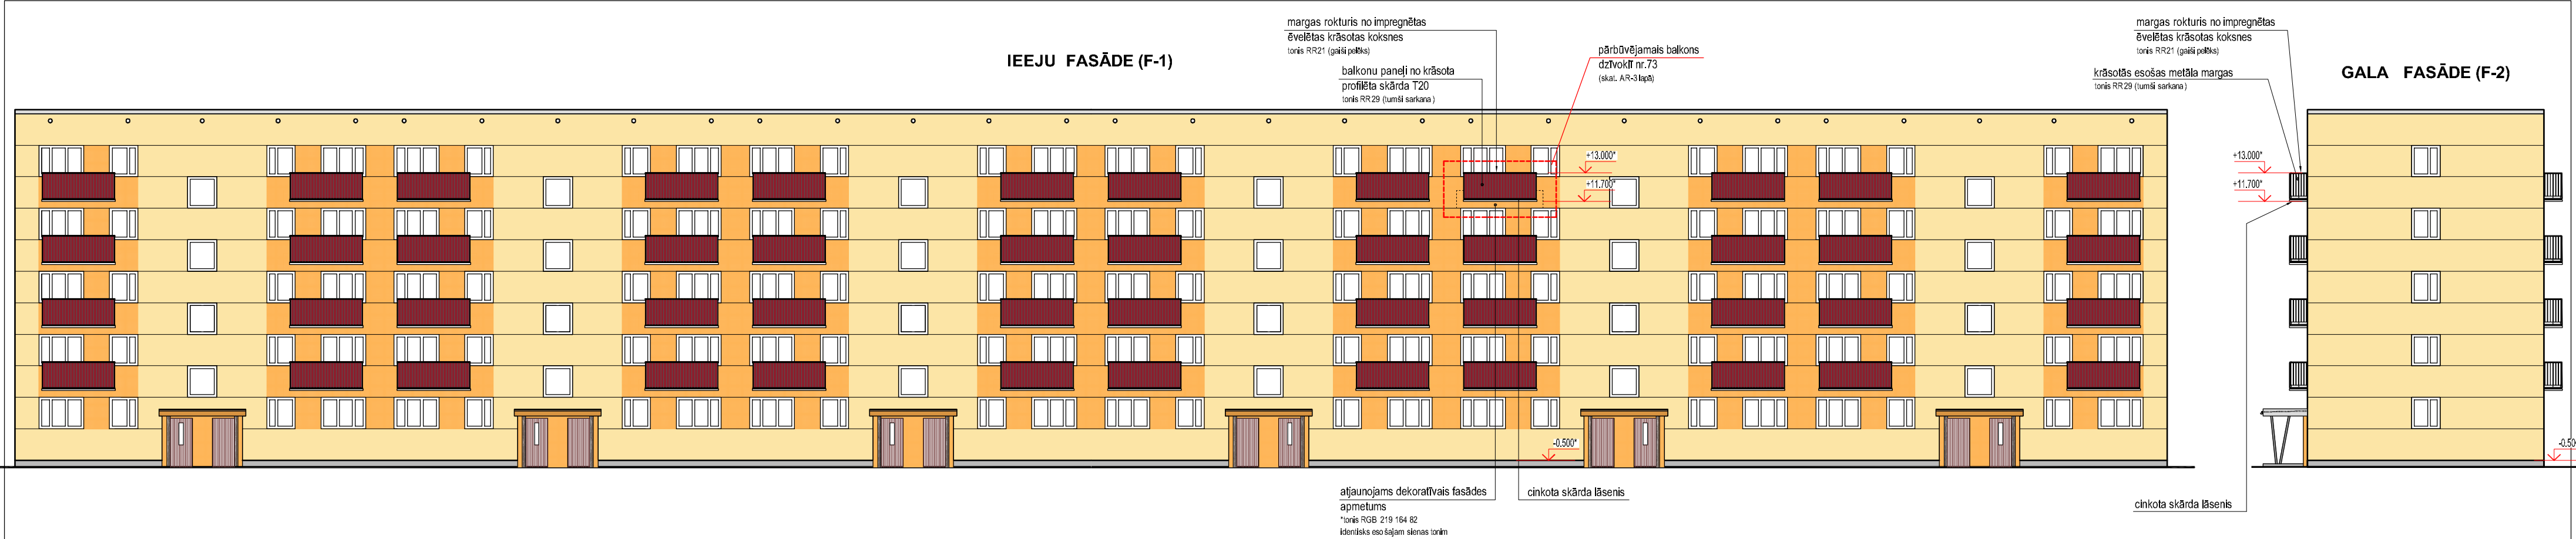 IEEJU FASĀDE (F-1)
margas rokturis no impregnētas
ēvelētas krāsotas koksnes
tonis RR21 (gaiši pelēks)
balkonu paneļi no krāsota
profilēta skārda T20
tonis RR29 (tumši sarkana)
pārbūvējamais balkons
dzīvoklī nr.73
(skat. AR-3 lapā)
+13.000*
+11.700*
-0.500*
atjaunojams dekoratīvais fasādes
apmetums
*tonis RGB 219 164 82
identisks esošajam sienas tonim
cinkota skārda lāsenis
margas rokturis no impregnētas
ēvelētas krāsotas koksnes
tonis RR21 (gaiši pelēks)
krāsotās esošas metāla margas
tonis RR29 (tumši sarkana)
GALA FASĀDE (F-2)
+13.000*
+11.700*
-0.50
cinkota skārda lāsenis